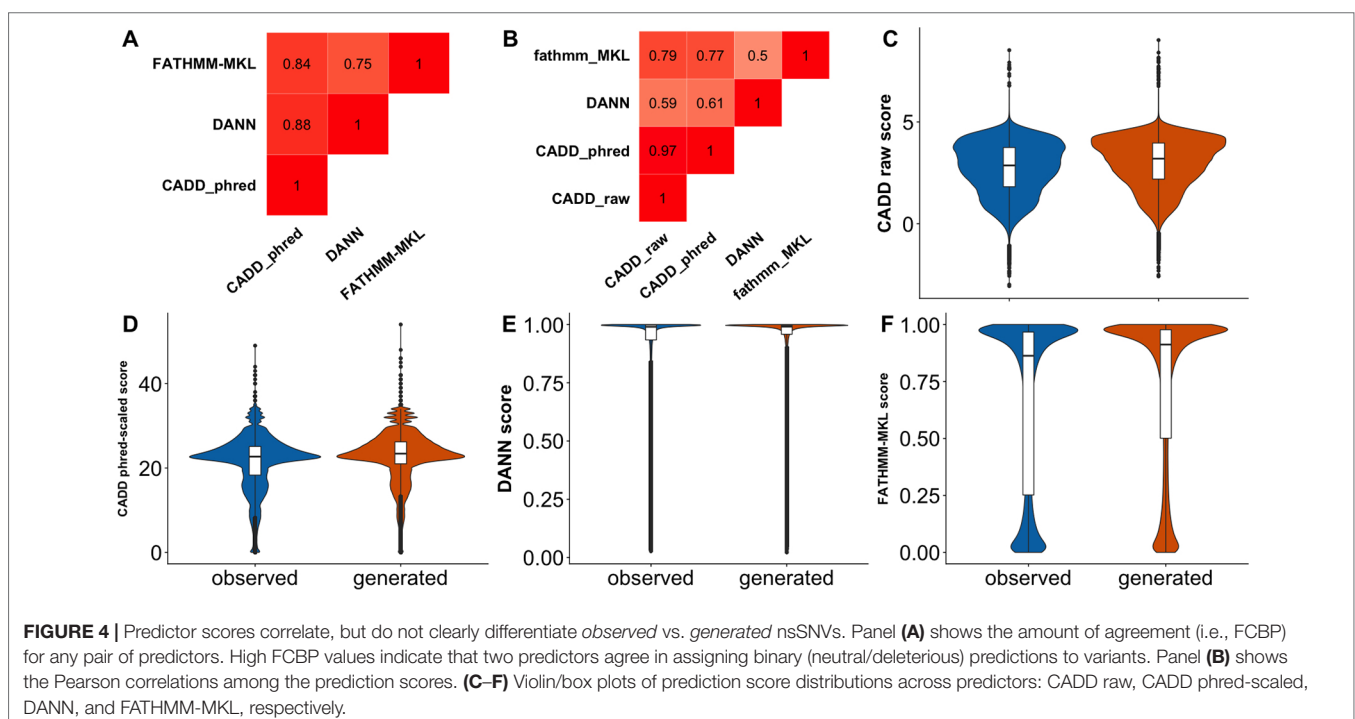 A
FATHMM-MKL
0.84
0.75
1
DANN
0.88
1
CADD_phred
1
CADD_phred
DANN
FATHMM-MKL
B
fathmm_MKL
0.79
0.77
0.5
1
DANN
0.59
0.61
1
CADD_phred
0.97
1
CADD_raw
1
CADD_raw
CADD_phred
DANN
fathmm_MKL
C
CADD raw score
5
0
D
CADD phred-scaled score
40
20
0
observed
generated
E
DANN score
1.00
0.75
0.50
0.25
0.00
observed
generated
F
FATHMM-MKL score
1.00
0.75
0.50
0.25
0.00
observed
generated
FIGURE 4 | Predictor scores correlate, but do not clearly differentiate observed vs. generated nsSNVs. Panel (A) shows the amount of agreement (i.e., FCBP)
for any pair of predictors. High FCBP values indicate that two predictors agree in assigning binary (neutral/deleterious) predictions to variants. Panel (B) shows
the Pearson correlations among the prediction scores. (C–F) Violin/box plots of prediction score distributions across predictors: CADD raw, CADD phred-scaled,
DANN, and FATHMM-MKL, respectively.